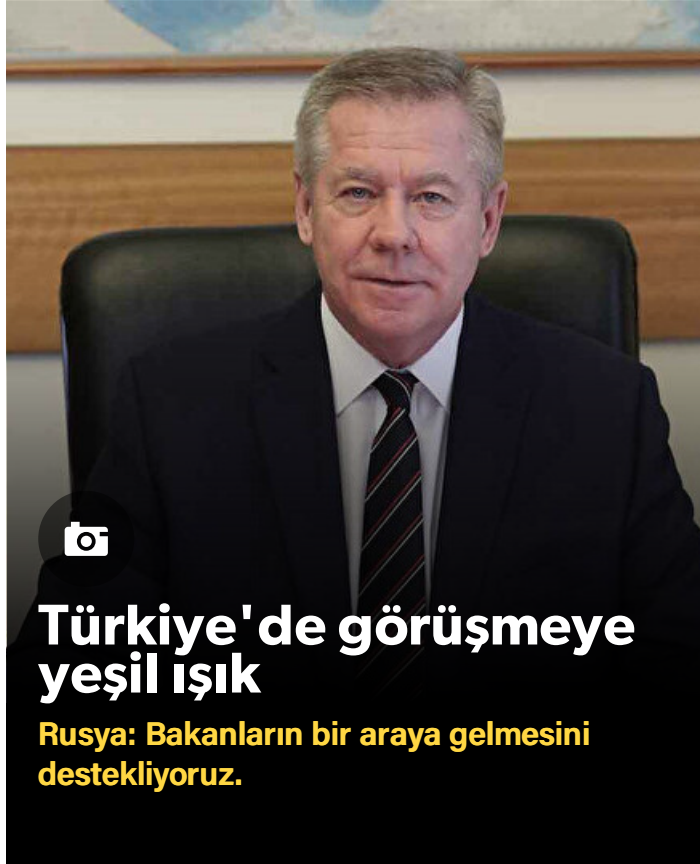 Türkiye'de görüşmeye
yeşil ışık
Rusya: Bakanların bir araya gelmesini
destekliyoruz.